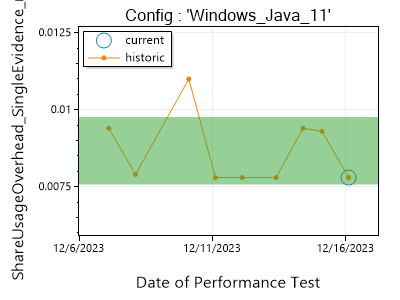 Config : 'Windows_Java_11'
ShareUsageOverhead_SingleEvidence_
0.0125
0.01
0.0075
current
historic
12/6/2023
12/11/2023
12/16/2023
Date of Performance Test